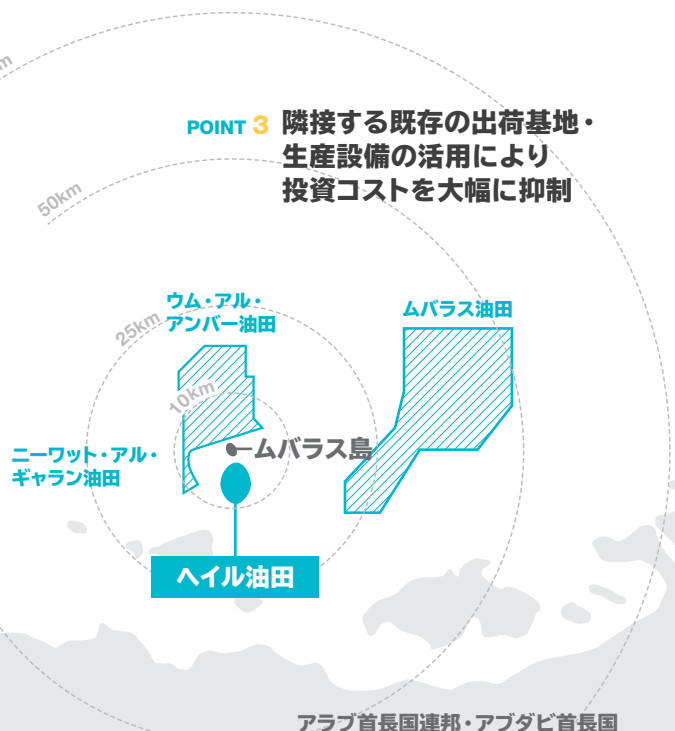 m
POINT 3 隣接する既存の出荷基地・
生産設備の活用により
投資コストを大幅に抑制
50km
ウム・アル・
アンバー油田
ムバラス油田
25km
10km
ムバラス島
ニーワット・アル・
ギャラン油田
ヘイル油田
アラブ首長国連邦・アブダビ首長国